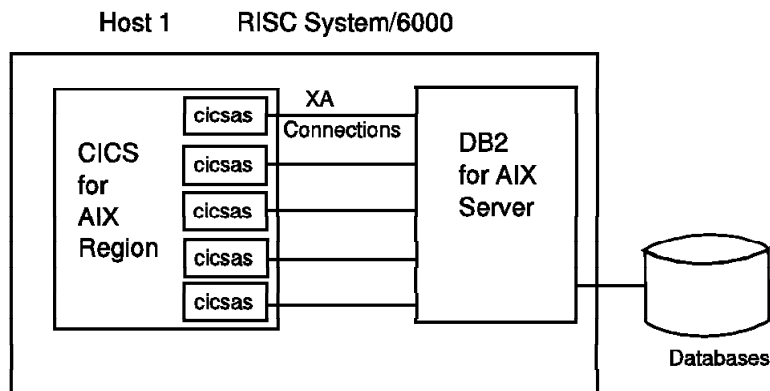 Host 1 RISC System/6000
cicsas
XA
Connections
cicsas
cicsas
cicsas
cicsas
CICS
for
AIX
Region
DB2
for AIX
Server
Databases